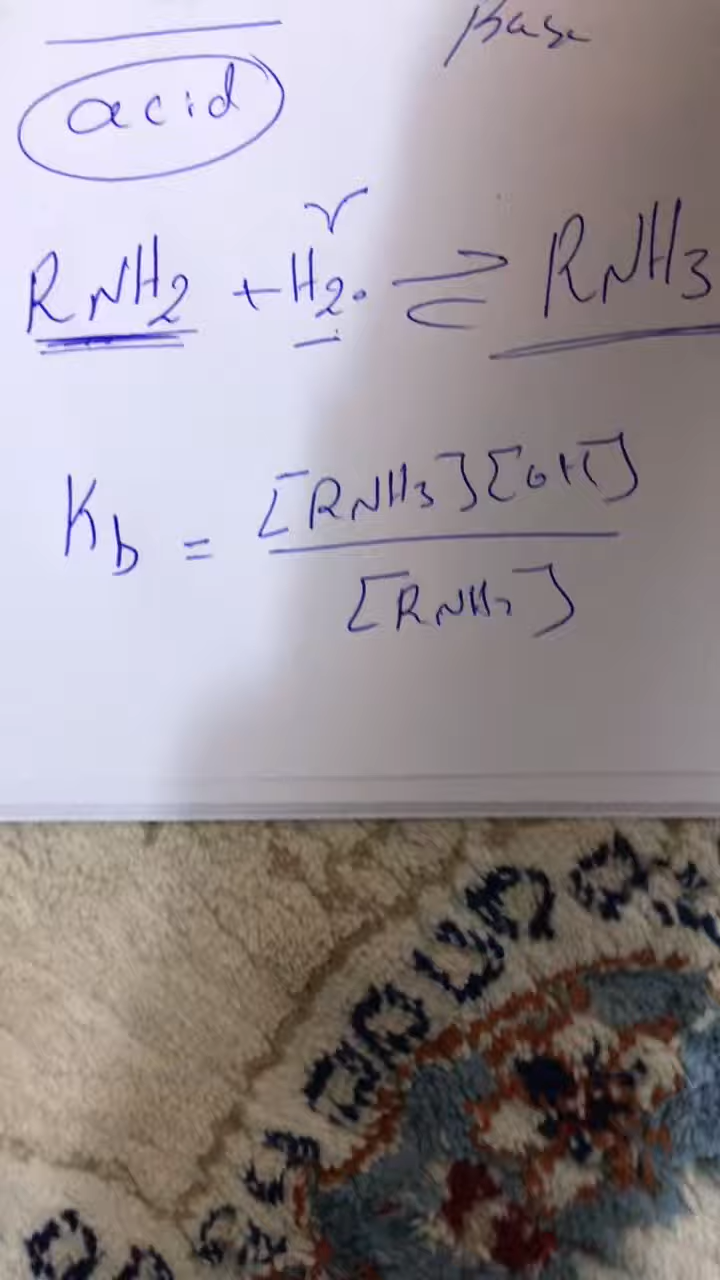 Base
acid
RNH2 + H2O ⇌ RNH3
Kb = [RNH3][OH]
[RNH2]